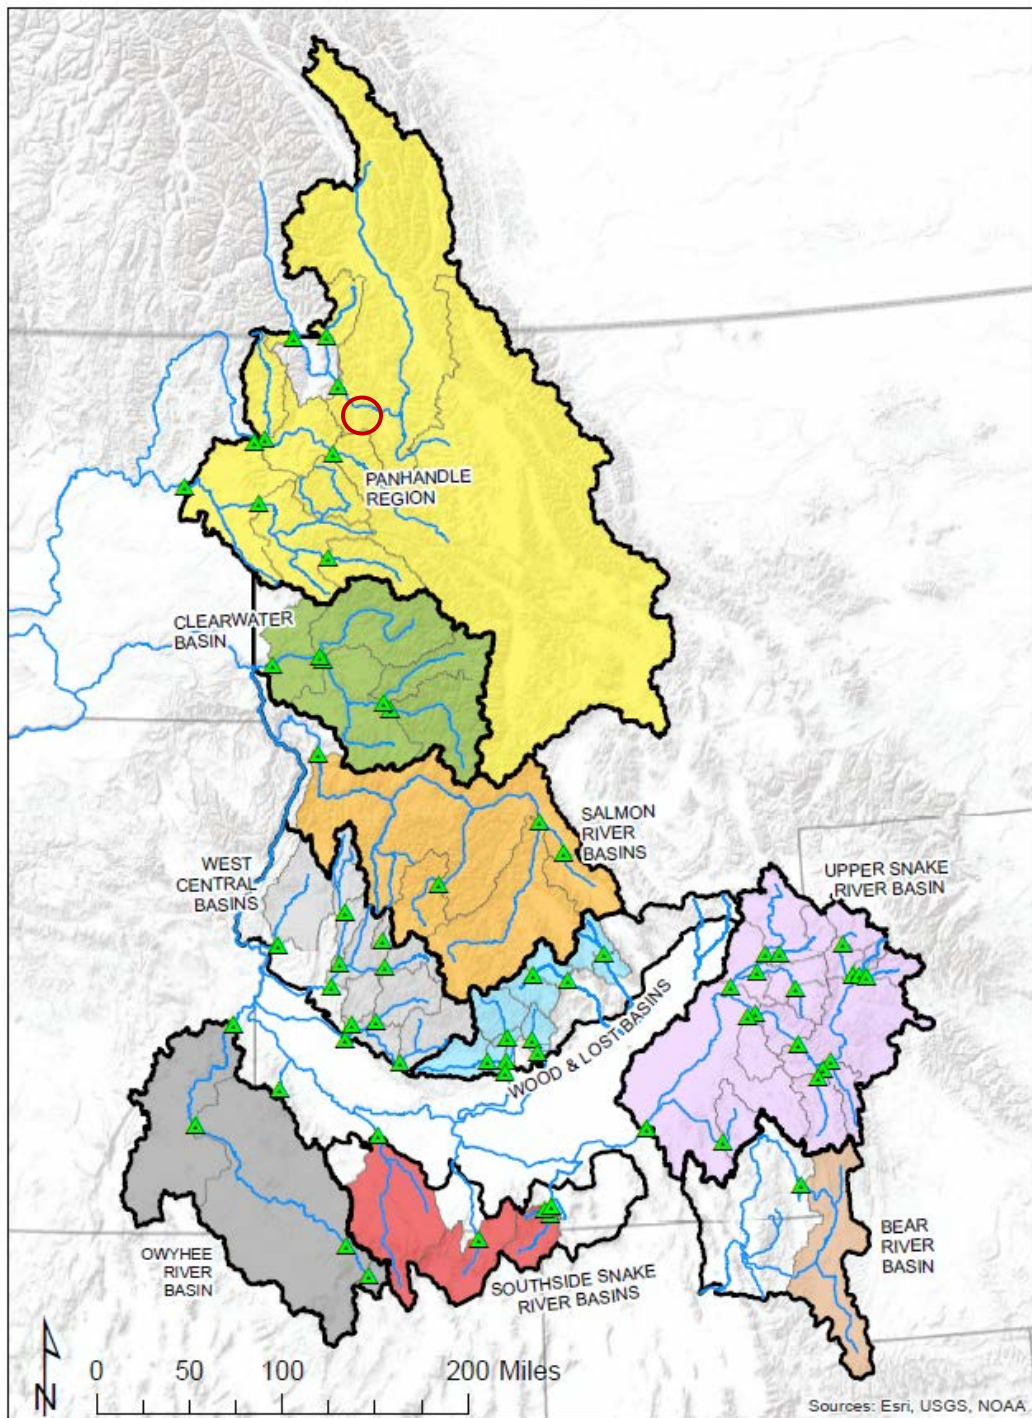 PANHANDLE
REGION
CLEARWATER
BASIN
SALMON
RIVER
BASINS
WEST
CENTRAL
BASINS
UPPER SNAKE
RIVER BASIN
WOOD & LOST BASINS
OWYHEE
RIVER
BASIN
SOUTHSIDE SNAKE
RIVER BASINS
BEAR
RIVER
BASIN
N
0 50 100 200 Miles
Sources: Esri, USGS, NOAA